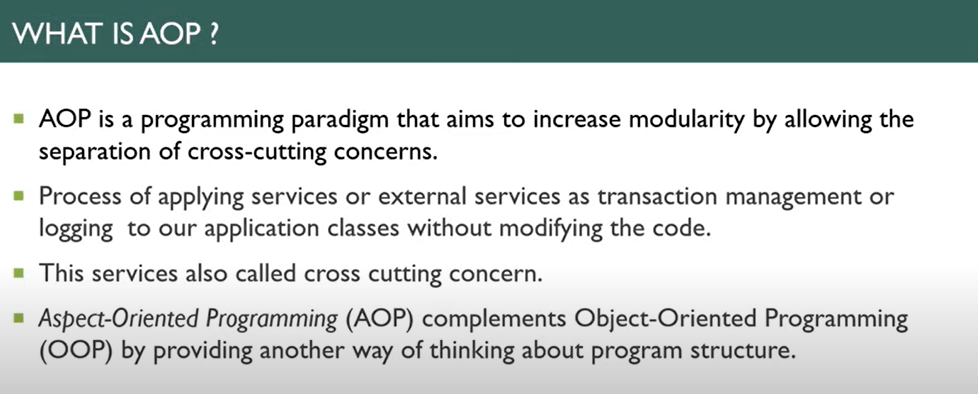 WHAT IS AOP ?
AOP is a programming paradigm that aims to increase modularity by allowing the
separation of cross-cutting concerns.
Process of applying services or external services as transaction management or
logging to our application classes without modifying the code.
This services also called cross cutting concern.
Aspect-Oriented Programming (AOP) complements Object-Oriented Programming
(OOP) by providing another way of thinking about program structure.